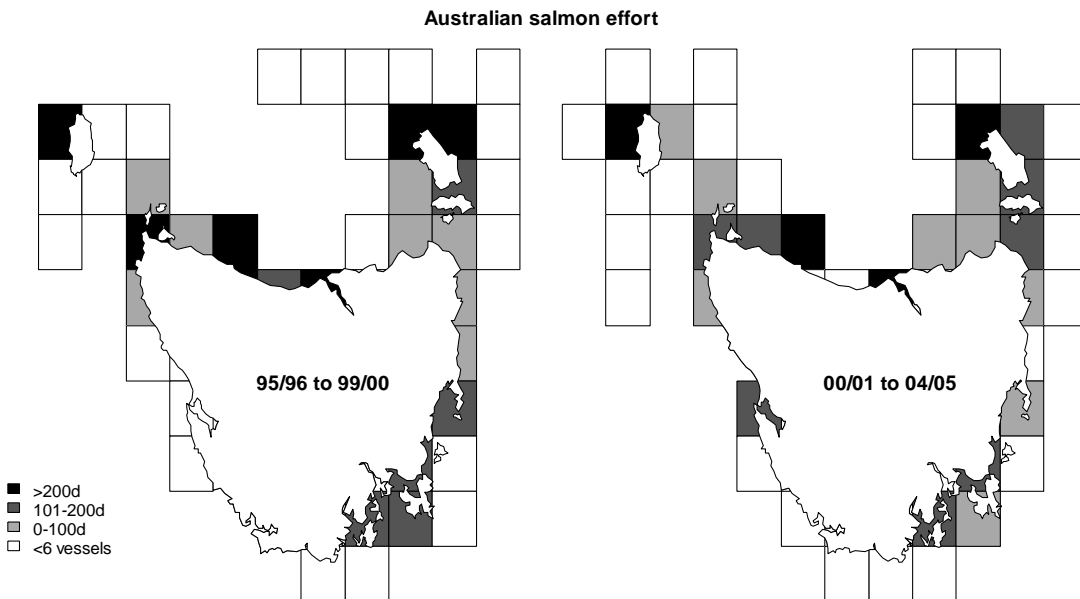 Australian salmon effort
95/96 to 99/00
00/01 to 04/05
>200d
101-200d
0-100d
<6 vessels